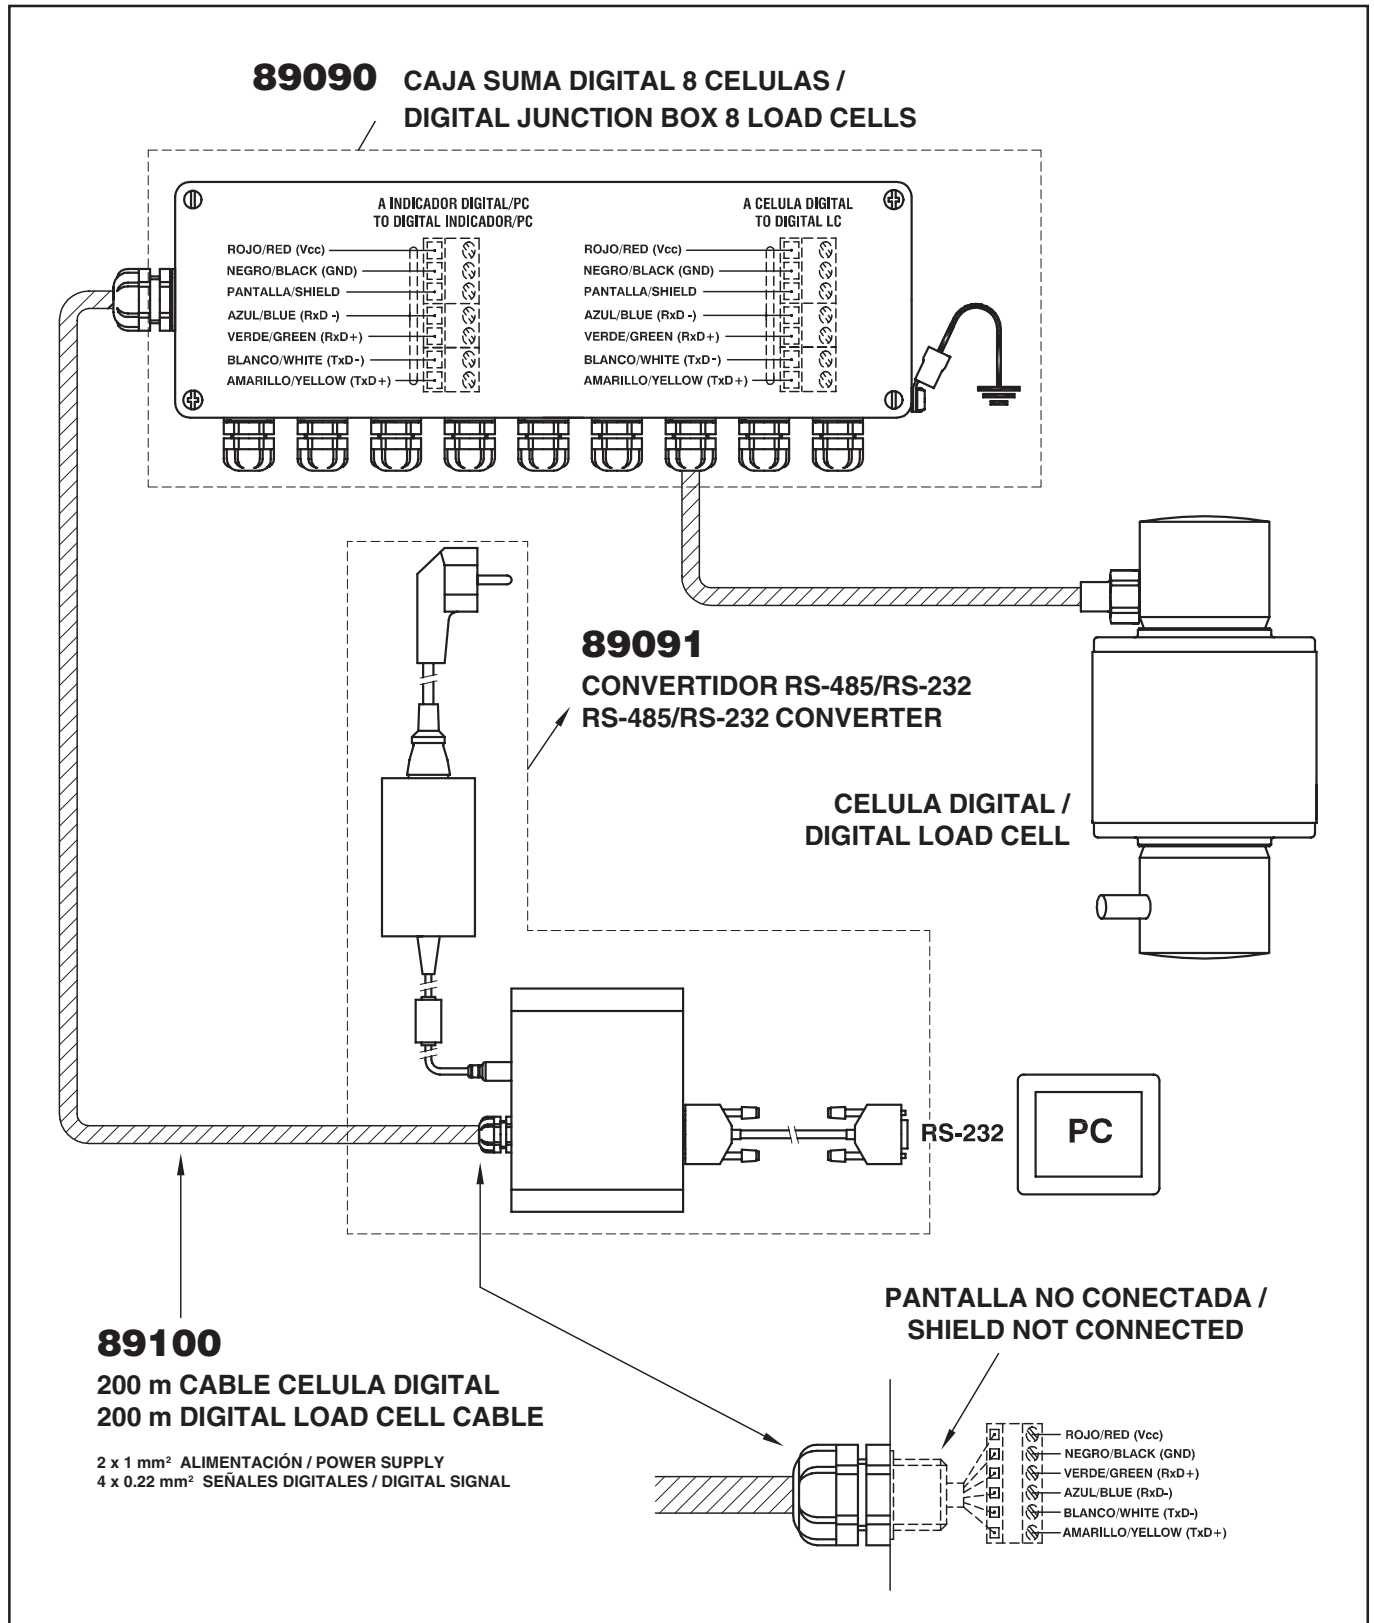 89090 CAJA SUMA DIGITAL 8 CELULAS /
DIGITAL JUNCTION BOX 8 LOAD CELLS
A INDICADOR DIGITAL/PC
TO DIGITAL INDICADOR/PC
ROJO/RED (Vcc)
NEGRO/BLACK (GND)
PANTALLA/SHIELD
AZUL/BLUE (RxD -)
VERDE/GREEN (RxD+)
BLANCO/WHITE (TxD-)
AMARILLO/YELLOW (TxD+)
A CELULA DIGITAL
TO DIGITAL LC
ROJO/RED (Vcc)
NEGRO/BLACK (GND)
PANTALLA/SHIELD
AZUL/BLUE (RxD -)
VERDE/GREEN (RxD+)
BLANCO/WHITE (TxD-)
AMARILLO/YELLOW (TxD+)
89091
CONVERTIDOR RS-485/RS-232
RS-485/RS-232 CONVERTER
CELULA DIGITAL /
DIGITAL LOAD CELL
RS-232
PC
89100
200 m CABLE CELULA DIGITAL
200 m DIGITAL LOAD CELL CABLE
2 x 1 mm² ALIMENTACIÓN / POWER SUPPLY
4 x 0.22 mm² SEÑALES DIGITALES / DIGITAL SIGNAL
PANTALLA NO CONECTADA /
SHIELD NOT CONNECTED
ROJO/RED (Vcc)
NEGRO/BLACK (GND)
VERDE/GREEN (RxD+)
AZUL/BLUE (RxD-)
BLANCO/WHITE (TxD-)
AMARILLO/YELLOW (TxD+)